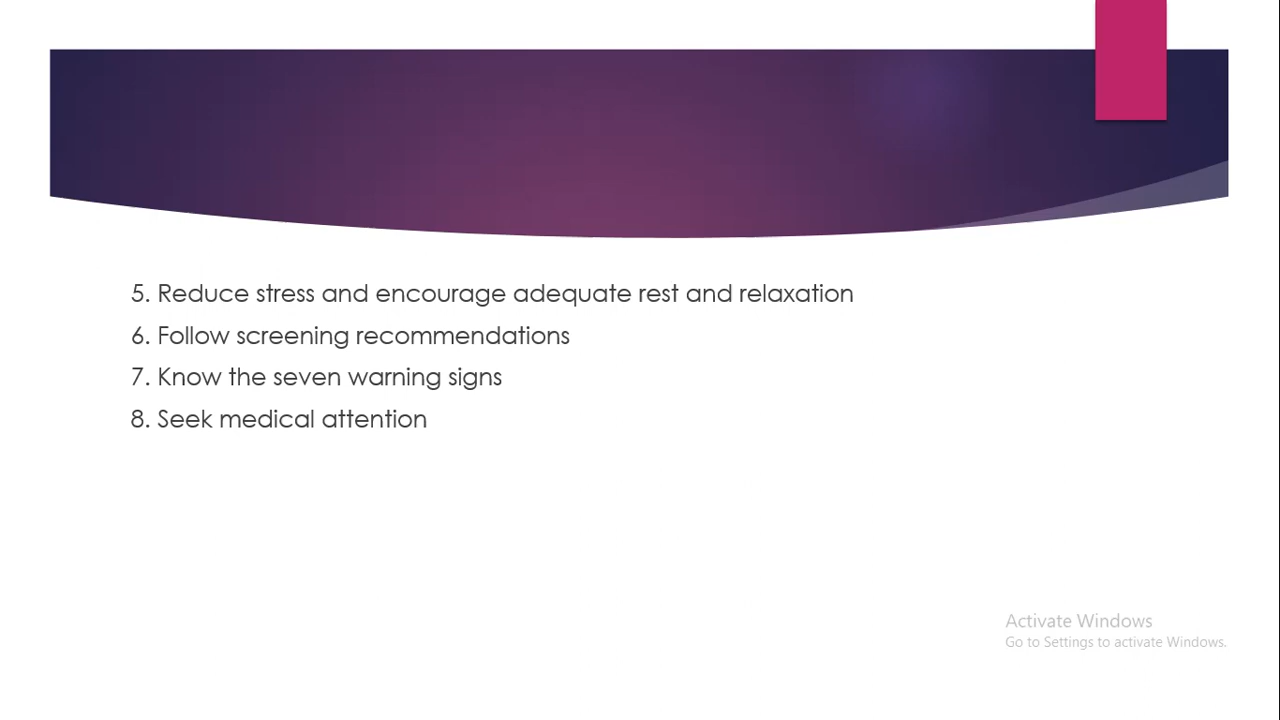 5. Reduce stress and encourage adequate rest and relaxation
6. Follow screening recommendations
7. Know the seven warning signs
8. Seek medical attention
Activate Windows
Go to Settings to activate Windows.